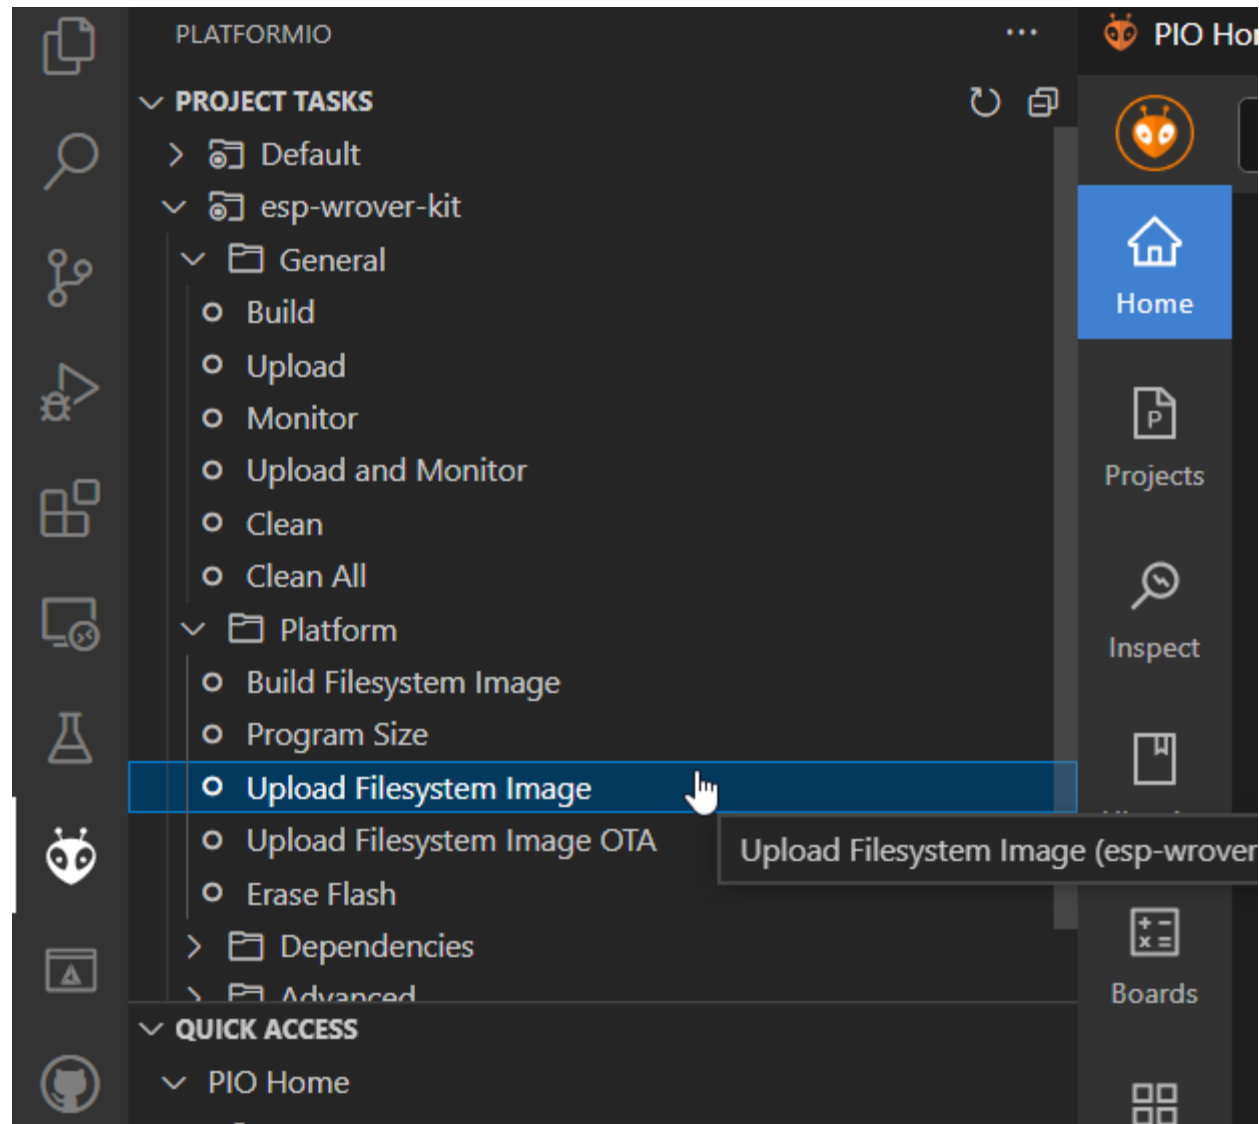 PLATFORMIO
PROJECT TASKS
Default
esp-wrover-kit
General
Build
Upload
Monitor
Upload and Monitor
Clean
Clean All
Platform
Build Filesystem Image
Program Size
Upload Filesystem Image
Upload Filesystem Image OTA
Erase Flash
Dependencies
Advanced
QUICK ACCESS
PIO Home
Upload Filesystem Image (esp-wrover
PIO
Home
Projects
Inspect
Boards